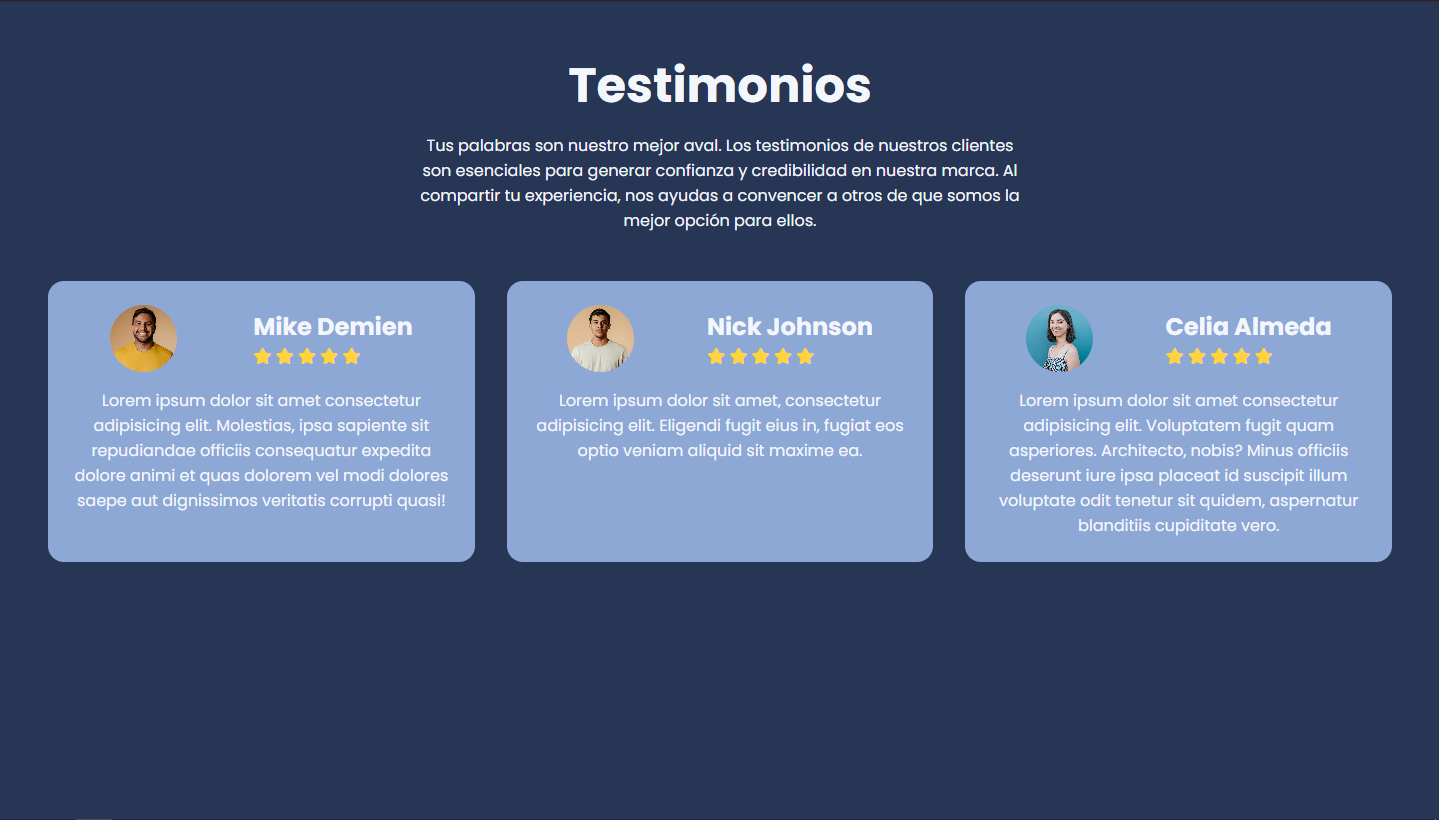 Testimonios
Tus palabras son nuestro mejor aval. Los testimonios de nuestros clientes
son esenciales para generar confianza y credibilidad en nuestra marca. Al
compartir tu experiencia, nos ayudas a convencer a otros de que somos la
mejor opción para ellos.
Mike Demien
Lorem ipsum dolor sit amet consectetur
adipisicing elit. Molestias, ipsa sapiente sit
repudiandae officiis consequatur expedita
dolore animi et quas dolorem vel modi dolores
saepe aut dignissimos veritatis corrupti quasi!
Nick Johnson
Lorem ipsum dolor sit amet, consectetur
adipisicing elit. Eligendi fugit eius in, fugiat eos
optio veniam aliquid sit maxime ea.
Celia Almeda
Lorem ipsum dolor sit amet consectetur
adipisicing elit. Voluptatem fugit quam
asperiores. Architecto, nobis? Minus officiis
deserunt iure ipsa placeat id suscipit illum
voluptate odit tenetur sit quidem, aspernatur
blanditiis cupiditate vero.